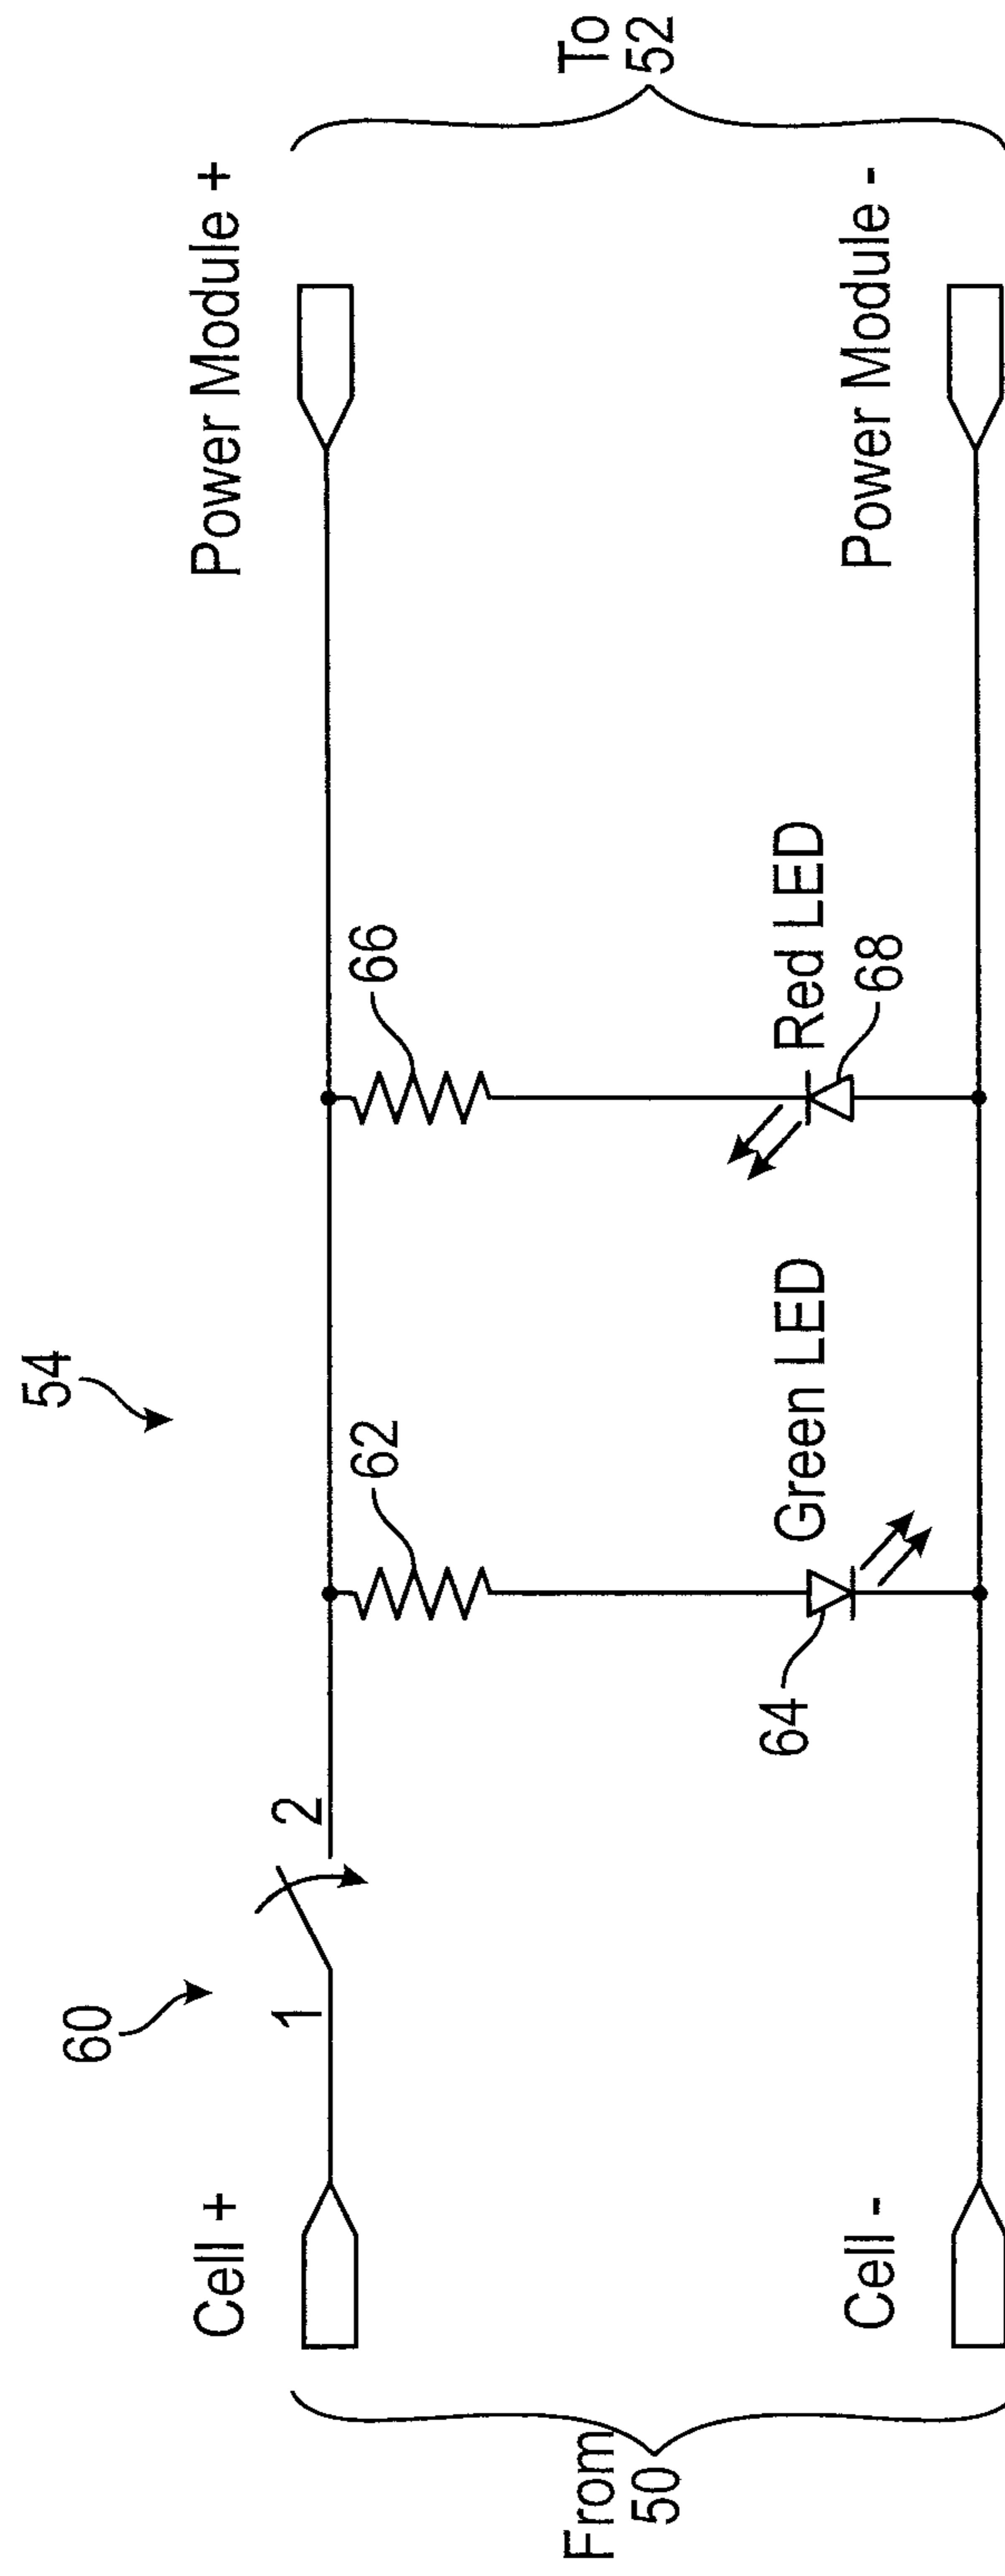 54
60
Cell +
1
2
62
66
Power Module +
From
50
To
52
64
Green LED
Red LED
68
Cell -
Power Module -